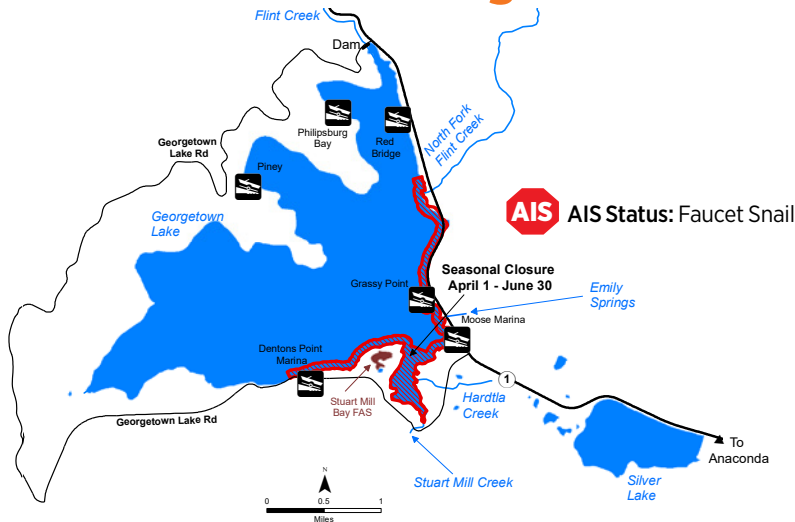 Flint Creek
Dam
Philipsburg
Bay
Red
Bridge
North Fork
Flint Creek
Georgetown
Lake Rd
Piney
Georgetown
Lake
AIS
AIS Status: Faucet Snail
Seasonal Closure
April 1 - June 30
Grassy Point
Emily
Springs
Moose Marina
Dentons Point
Marina
Stuart Mill
Bay FAS
1
Hardtla
Creek
Georgetown Lake Rd
To
Anaconda
Stuart Mill Creek
Silver
Lake
N
0 0.5 1
Miles